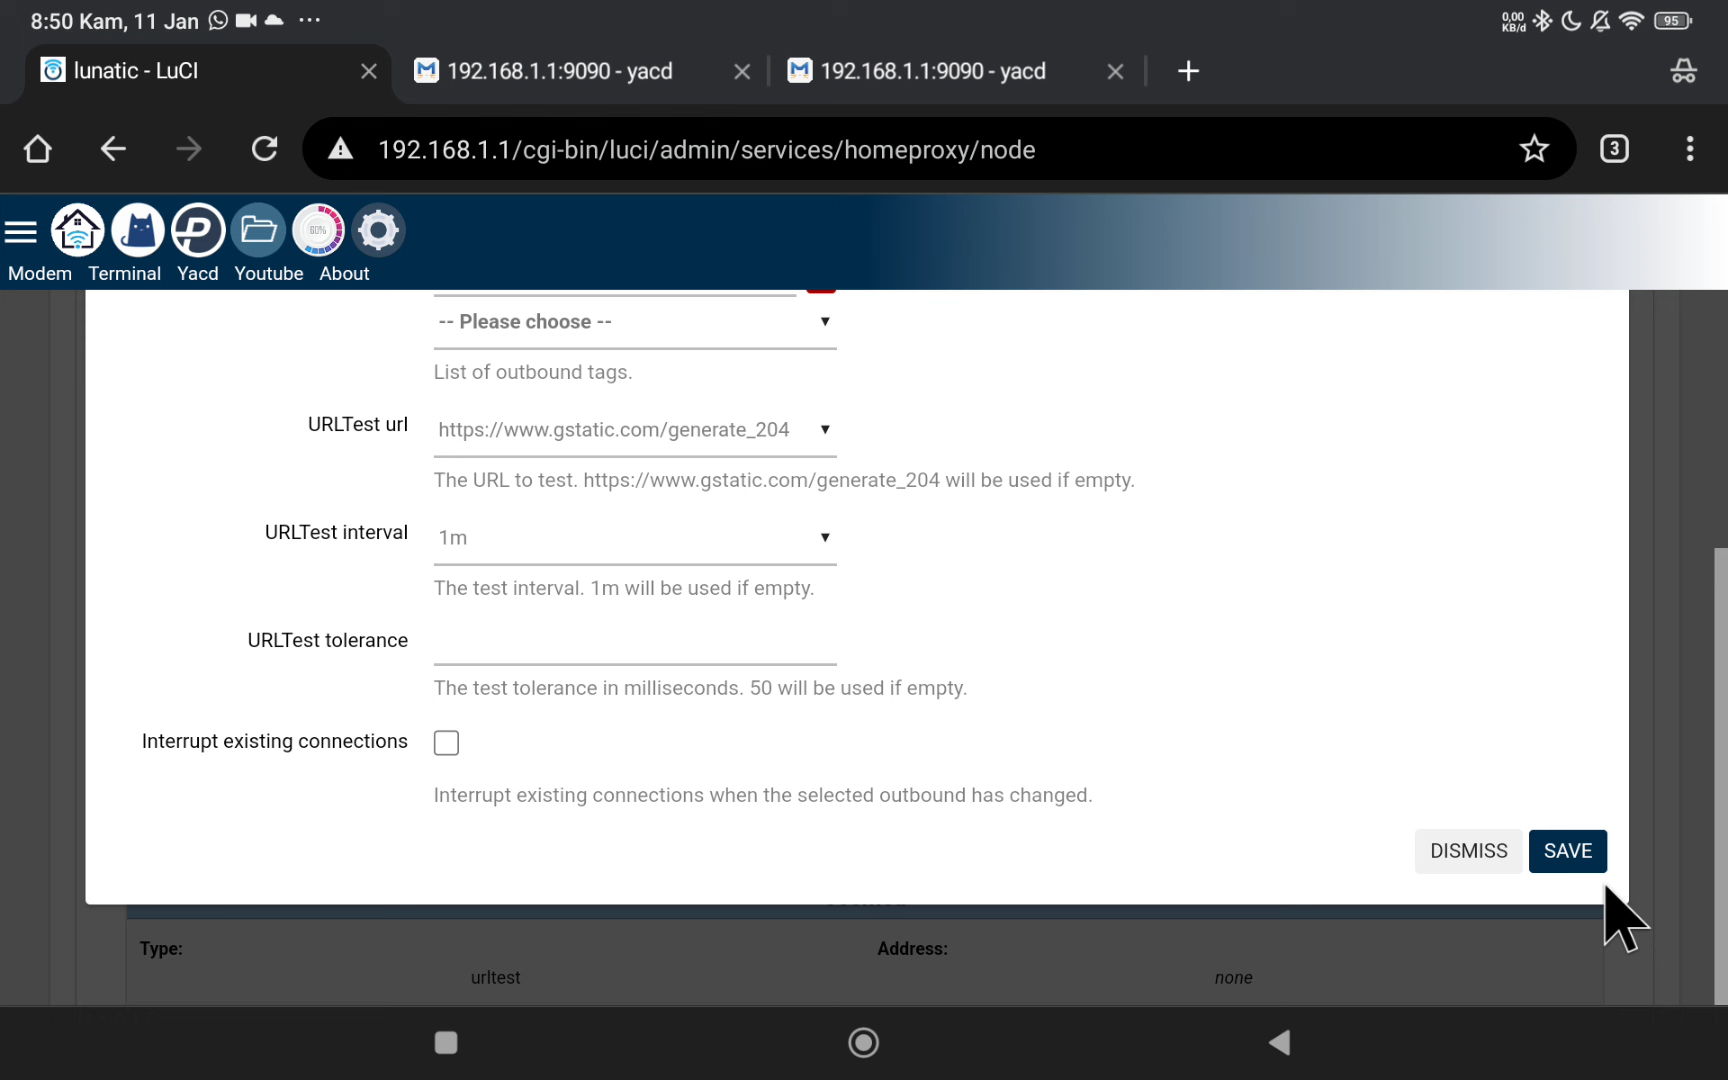 8:50 Kam, 11 Jan
0,00 KB/d
95
lunatic - LuCI
192.168.1.1:9090 - yacd
192.168.1.1:9090 - yacd
192.168.1.1/cgi-bin/luci/admin/services/homeproxy/node
3
60%
Modem Terminal Yacd Youtube About
-- Please choose --
List of outbound tags.
URLTest url
https://www.gstatic.com/generate_204
The URL to test. https://www.gstatic.com/generate_204 will be used if empty.
URLTest interval
1m
The test interval. 1m will be used if empty.
URLTest tolerance
The test tolerance in milliseconds. 50 will be used if empty.
Interrupt existing connections
Interrupt existing connections when the selected outbound has changed.
DISMISS
SAVE
Type:
Address:
urltest
none